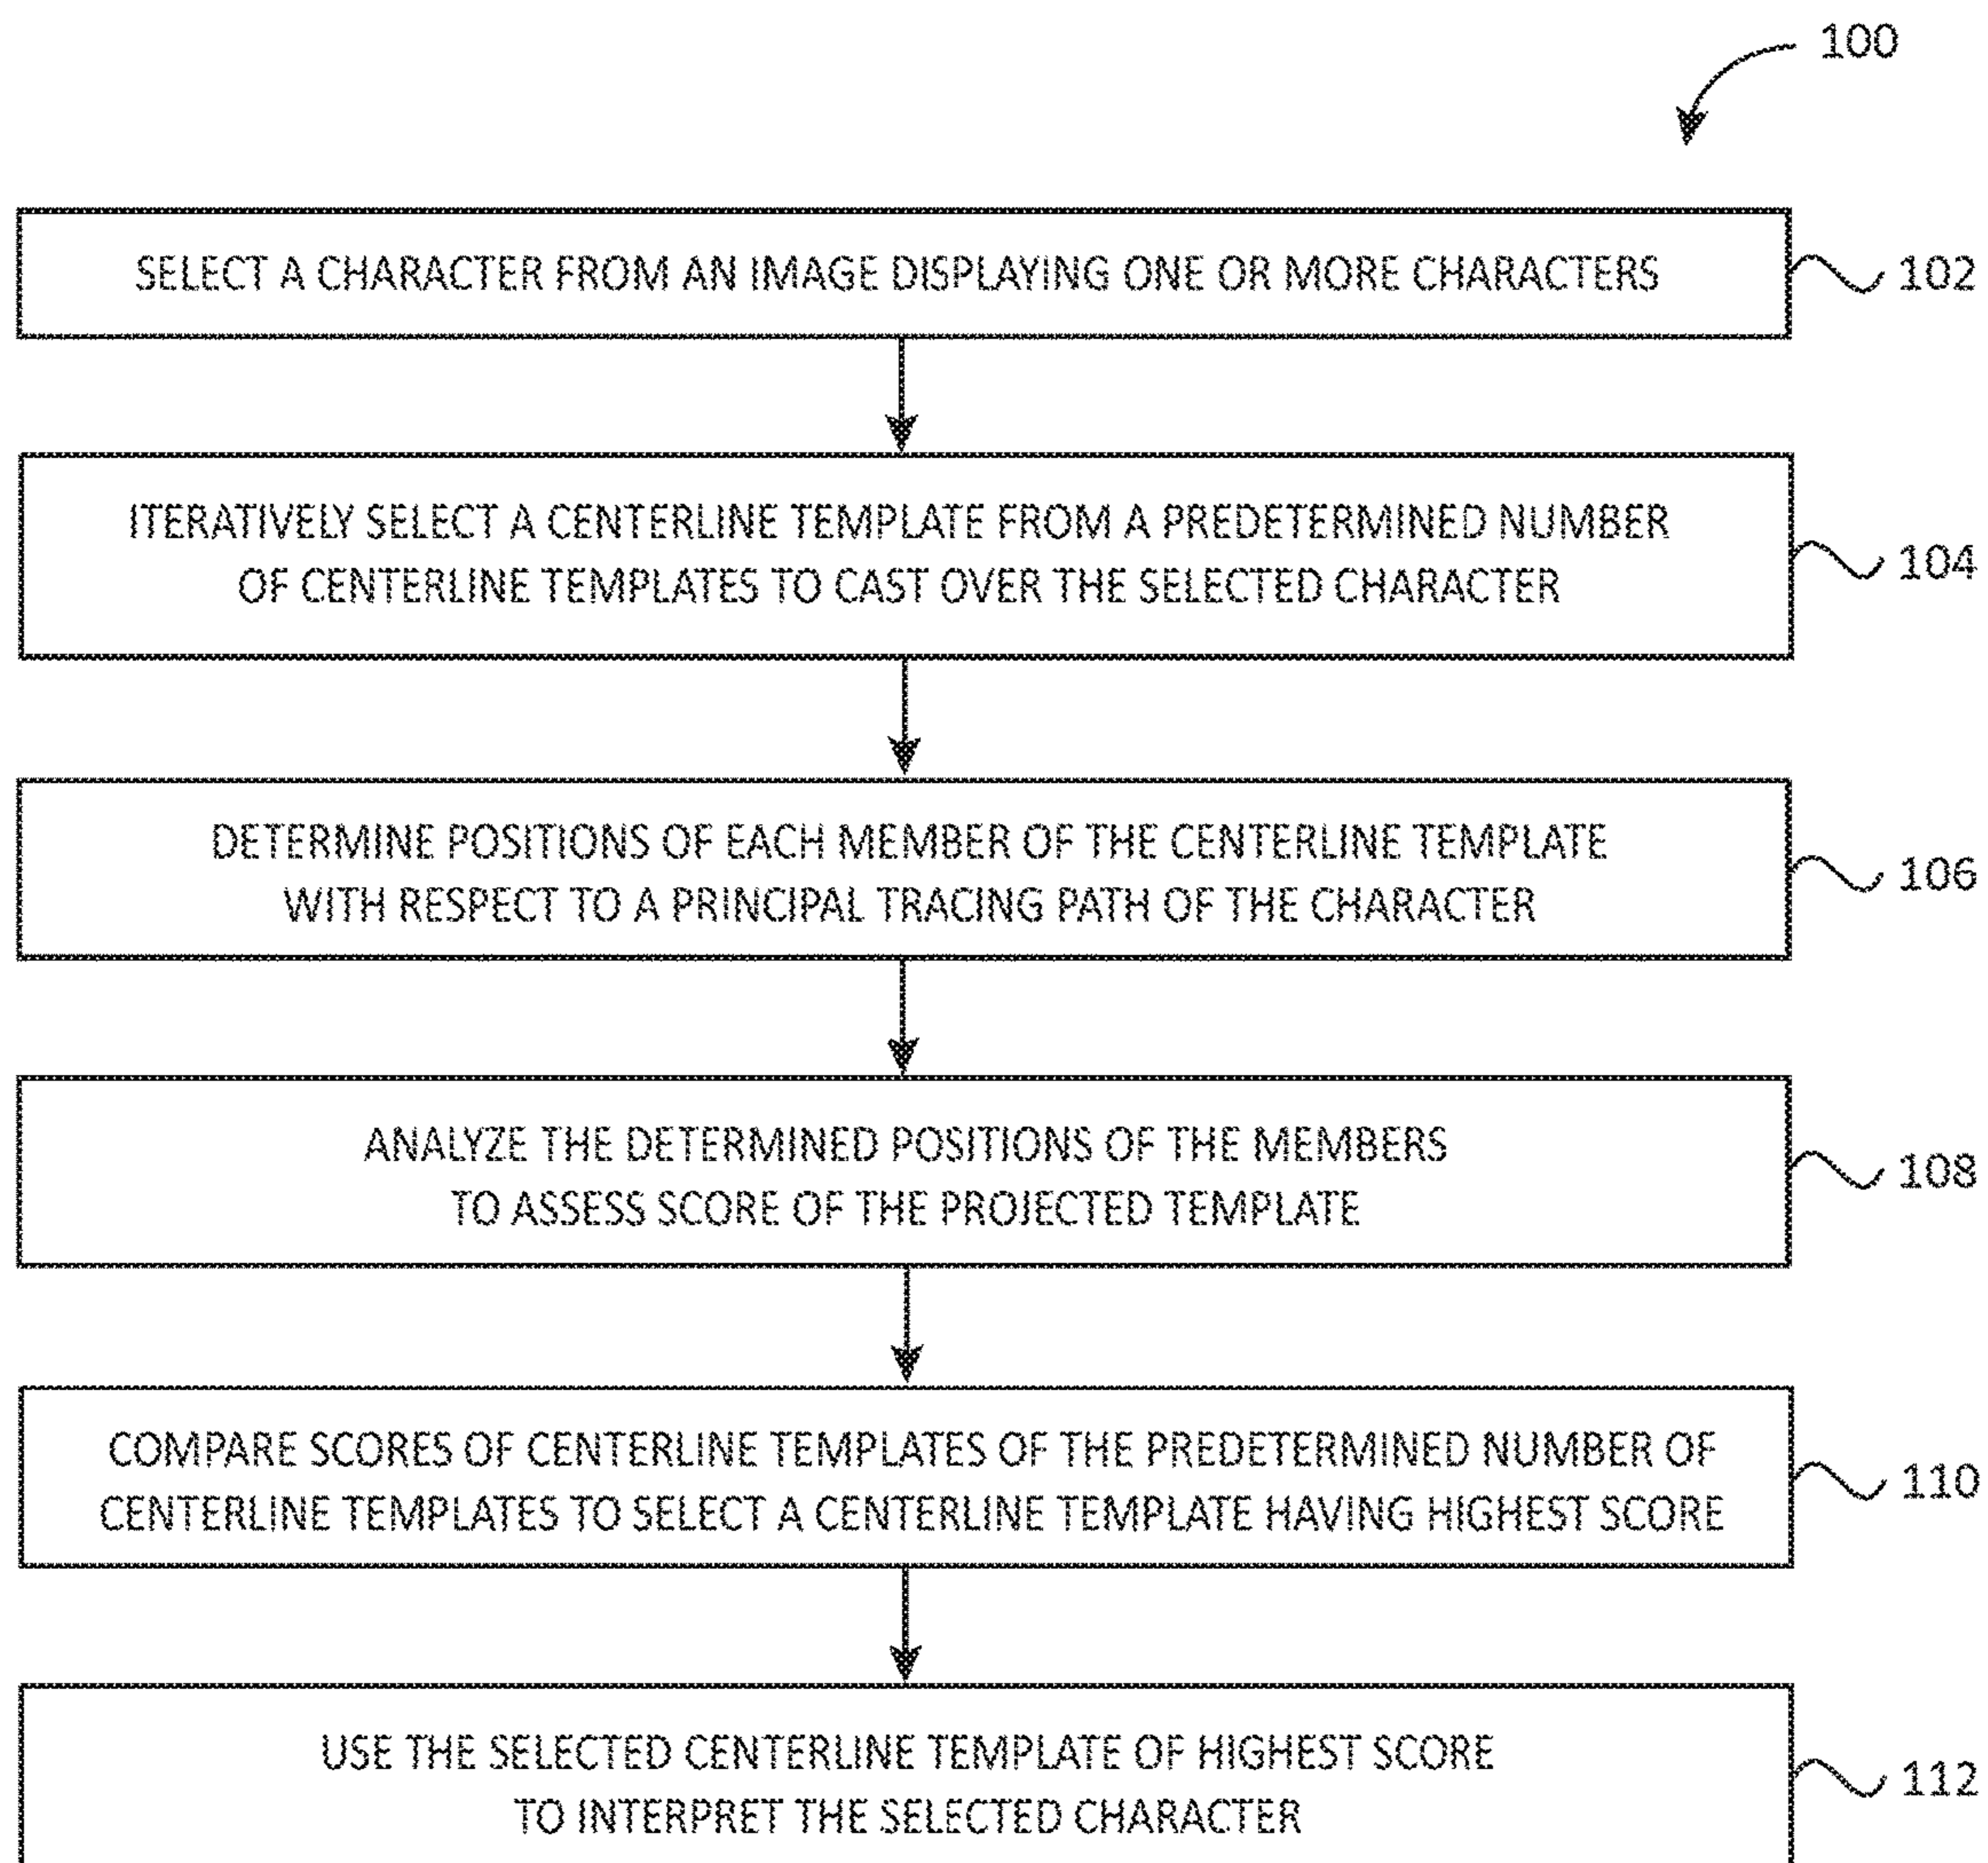 100
SELECT A CHARACTER FROM AN IMAGE DISPLAYING ONE OR MORE CHARACTERS
102
ITERATIVELY SELECT A CENTERLINE TEMPLATE FROM A PREDETERMINED NUMBER
OF CENTERLINE TEMPLATES TO CAST OVER THE SELECTED CHARACTER
104
DETERMINE POSITIONS OF EACH MEMBER OF THE CENTERLINE TEMPLATE
WITH RESPECT TO A PRINCIPAL TRACING PATH OF THE CHARACTER
106
ANALYZE THE DETERMINED POSITIONS OF THE MEMBERS
TO ASSESS SCORE OF THE PROJECTED TEMPLATE
108
COMPARE SCORES OF CENTERLINE TEMPLATES OF THE PREDETERMINED NUMBER OF
CENTERLINE TEMPLATES TO SELECT A CENTERLINE TEMPLATE HAVING HIGHEST SCORE
110
USE THE SELECTED CENTERLINE TEMPLATE OF HIGHEST SCORE
TO INTERPRET THE SELECTED CHARACTER
112